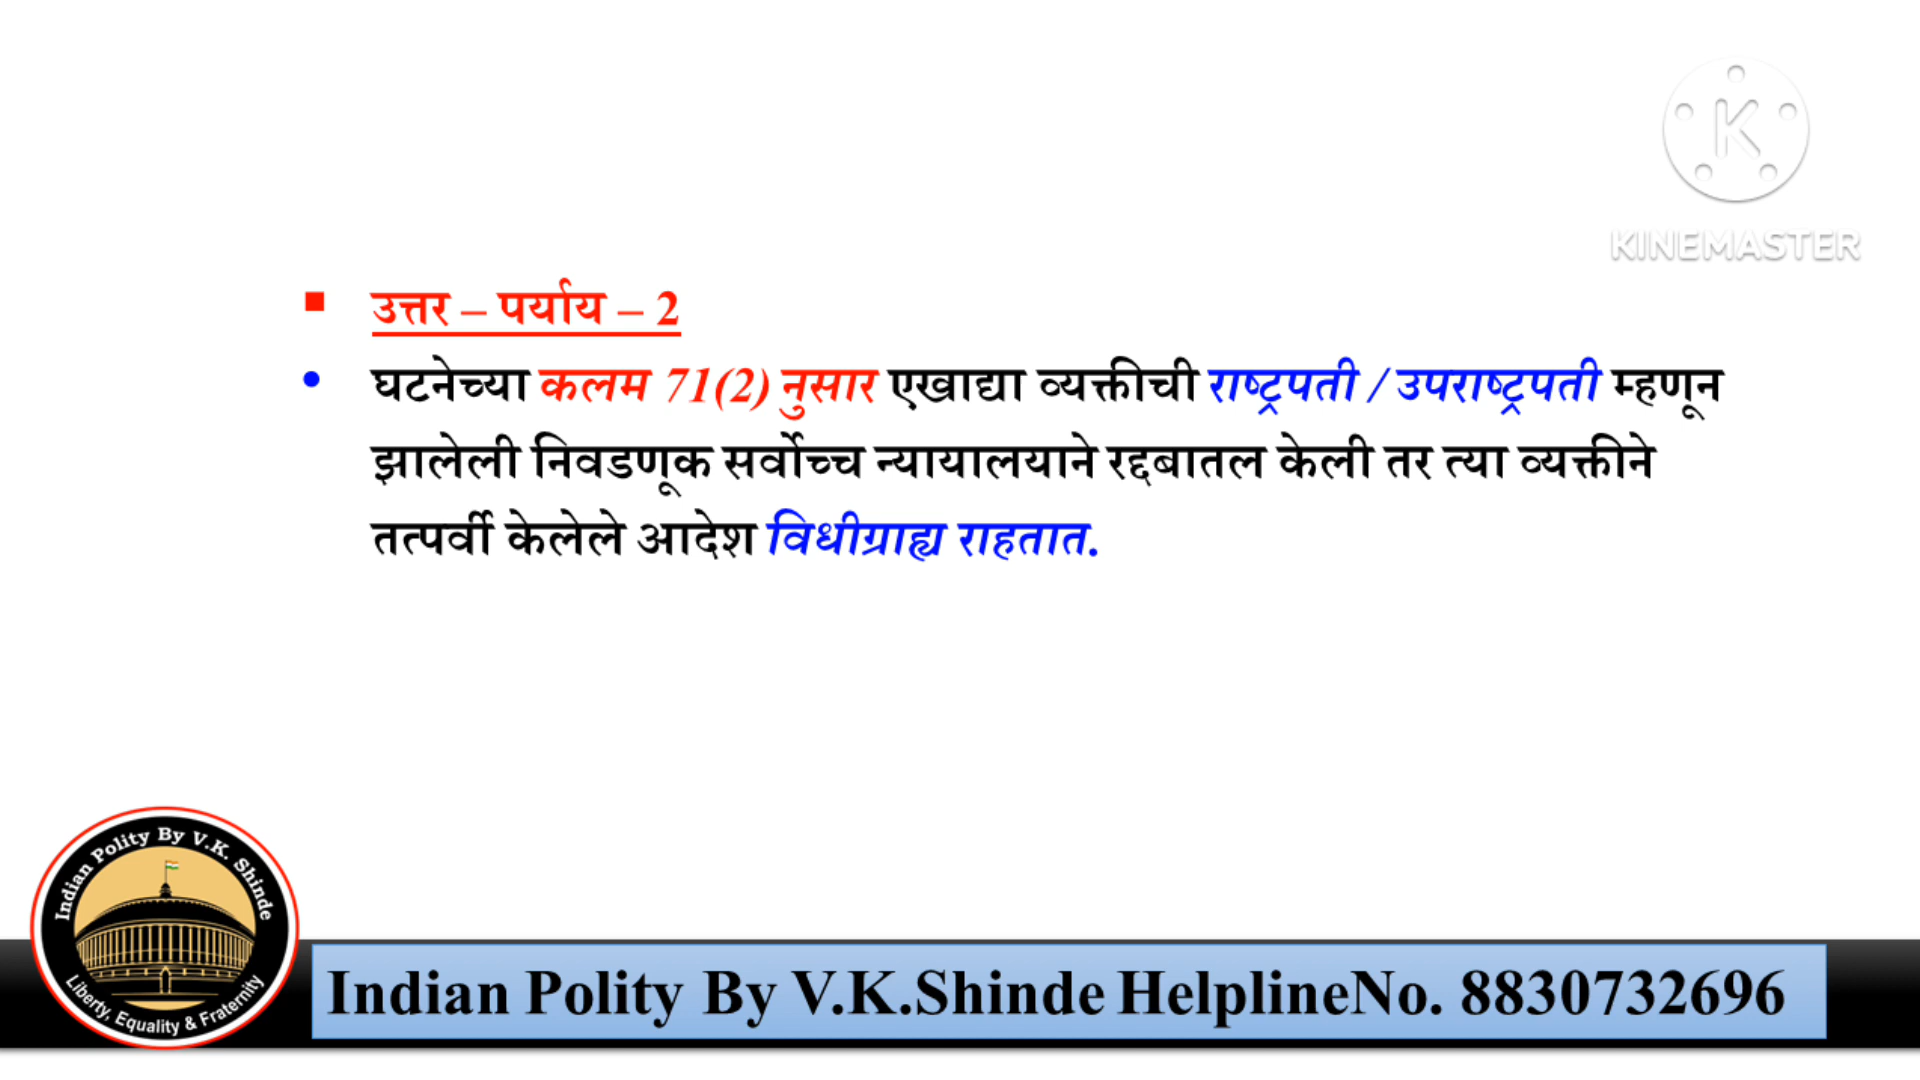 KINEMASTER
उत्तर – पर्याय – 2
घटनेच्या कलम 71(2) नुसार एखाद्या व्यक्तीची राष्ट्रपती / उपराष्ट्रपती म्हणून
झालेली निवडणूक सर्वोच्च न्यायालयाने रद्दबातल केली तर त्या व्यक्तीने
तत्पर्वी केलेले आदेश विधीग्राह्य राहतात.
Indian Polity By V.K. Shinde
Liberty, Equality & Fraternity
Indian Polity By V.K.Shinde HelplineNo. 8830732696